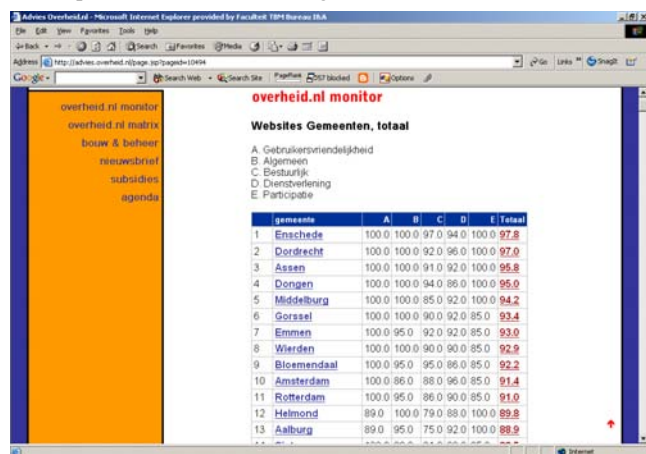 Advies Overheid.nl - Microsoft Internet Explorer provided by Faculteit TBM Bureau I&A
File Edit View Favorites Tools Help
Back Search Favorites Media
Address http://advies.overheid.nl/page.jsp?pageid=10494 Go Links SnagIt
Google Search Web Search Site PageRank 957 blocked Options
overheid.nl monitor
overheid.nl matrix
bouw & beheer
nieuwsbrief
subsidies
agenda
overheid.nl monitor
Websites Gemeenten, totaal
A. Gebruikersvriendelijkheid
B. Algemeen
C. Bestuurlijk
D. Dienstverlening
E. Participatie
gemeente A B C D E Totaal
1 Enschede 100.0 100.0 97.0 94.0 100.0 97.8
2 Dordrecht 100.0 100.0 92.0 96.0 100.0 97.0
3 Assen 100.0 100.0 91.0 92.0 100.0 95.8
4 Dongen 100.0 100.0 94.0 86.0 100.0 95.0
5 Middelburg 100.0 100.0 85.0 92.0 100.0 94.2
6 Gorssel 100.0 100.0 90.0 92.0 85.0 93.4
7 Emmen 100.0 95.0 92.0 92.0 85.0 93.0
8 Wierden 100.0 100.0 90.0 90.0 85.0 92.9
9 Bloemendaal 100.0 95.0 95.0 86.0 85.0 92.2
10 Amsterdam 100.0 86.0 88.0 96.0 85.0 91.4
11 Rotterdam 100.0 95.0 86.0 90.0 85.0 91.0
12 Helmond 89.0 100.0 79.0 88.0 100.0 89.8
13 Aalburg 89.0 95.0 75.0 92.0 100.0 88.9
Internet